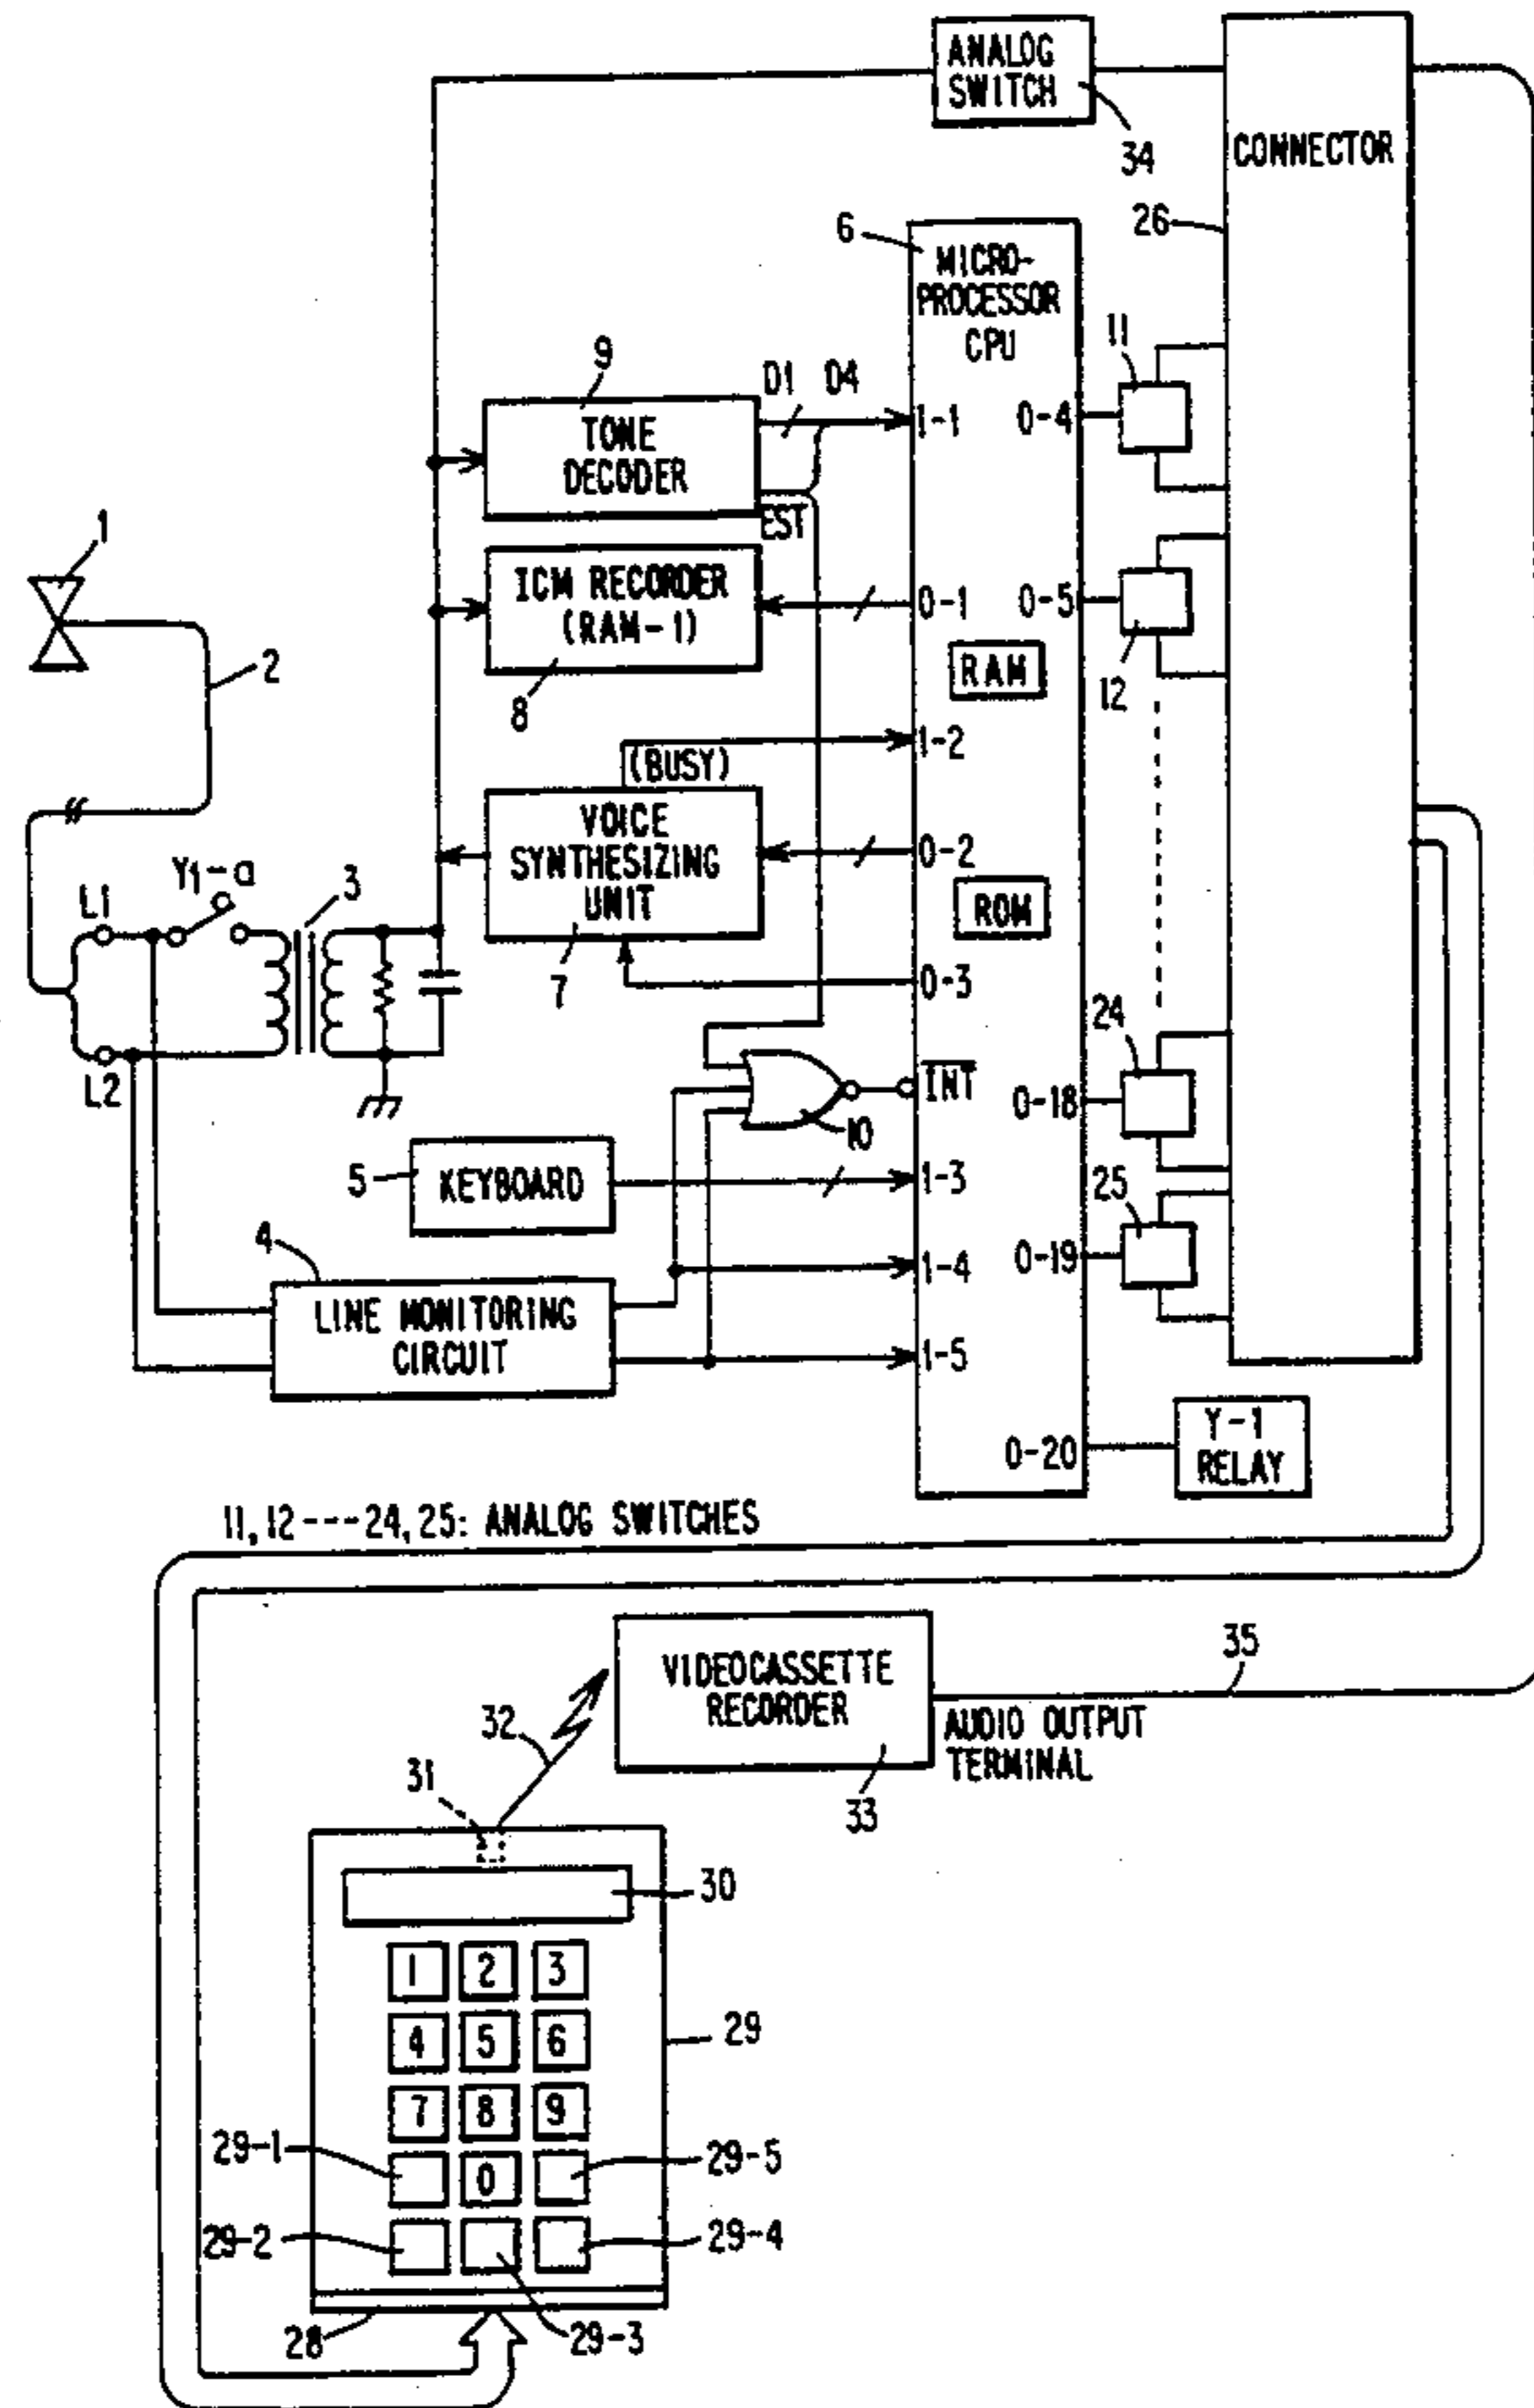 ANALOG
SWITCH
34
CONNECTOR
26
6
MICRO-
PROCESSOR
CPU
11
9
D1 D4
TONE
DECODER
1-1
0-4
EST
1
ICM RECORDER
(RAM-1)
0-1
0-5
2
RAM
8
12
1-2
(BUSY)
VOICE
SYNTHESIZING
UNIT
0-2
Y1-a
3
L1
ROM
7
0-3
24
L2
INT
0-18
10
5
KEYBOARD
1-3
25
4
1-4
0-19
LINE MONITORING
CIRCUIT
1-5
Y-1
RELAY
0-20
11, 12---24, 25: ANALOG SWITCHES
35
VIDEOCASSETTE
RECORDER
32
AUDIO OUTPUT
TERMINAL
31
33
30
1 2 3
4 5 6
29
7 8 9
29-1
0
29-5
29-2
29-4
28
29-3